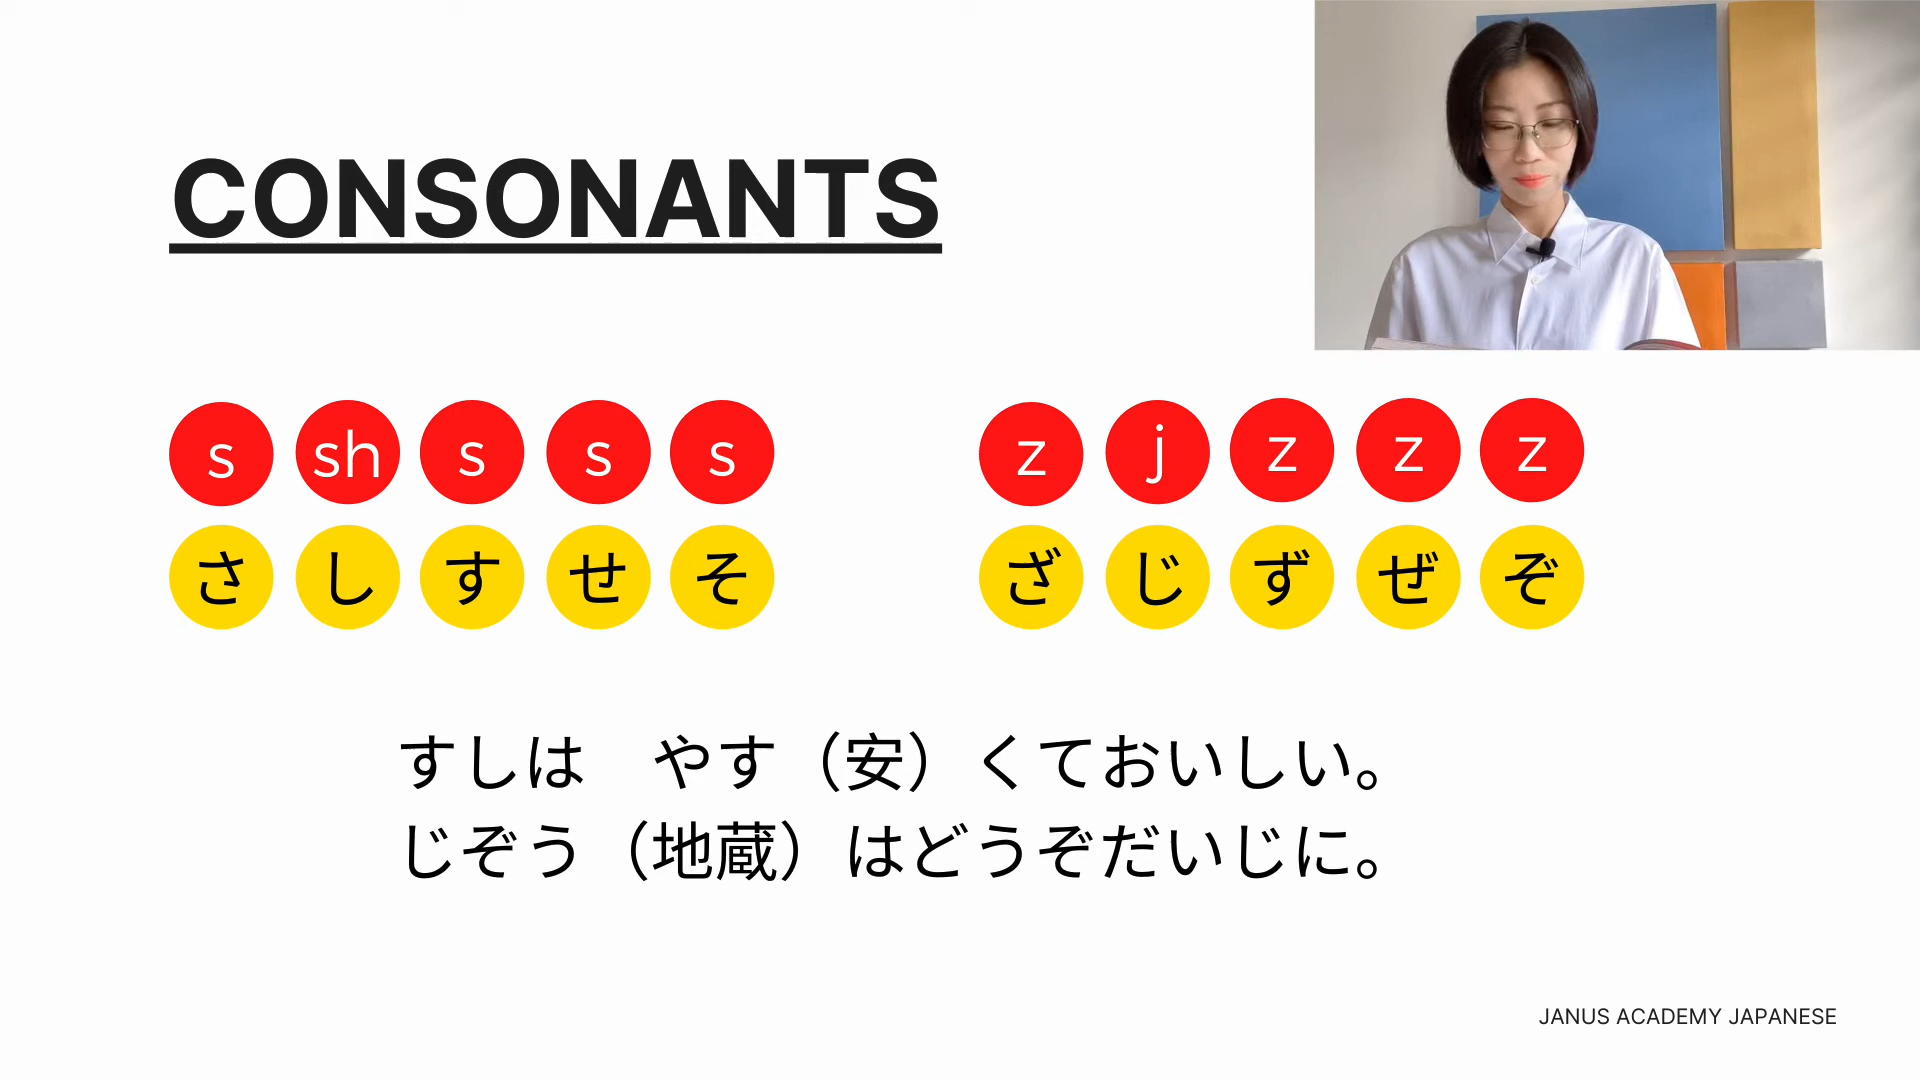 CONSONANTS
s sh s s s z j z z z
さ し す せ そ ざ じ ず ぜ ぞ
すしは　やす（安）くておいしい。
じぞう（地蔵）はどうぞだいじに。
JANUS ACADEMY JAPANESE